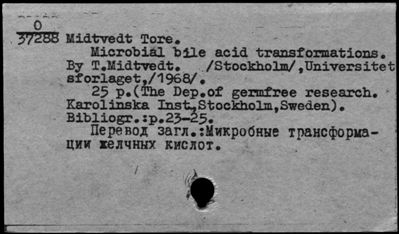 0
37288 Midtvedt Tore.
Microbial bile acid transformations.
By T.Midtvedt. /Stockholm/,Universitet
sforlaget,/1968/.
25 p.(The Dep.of germfree research.
Karolinska Inst,Stockholm,Sweden).
Bibliogr.:p.23-25.
Перевод загл.:Микробные трансформа-
ции желчных кислот.